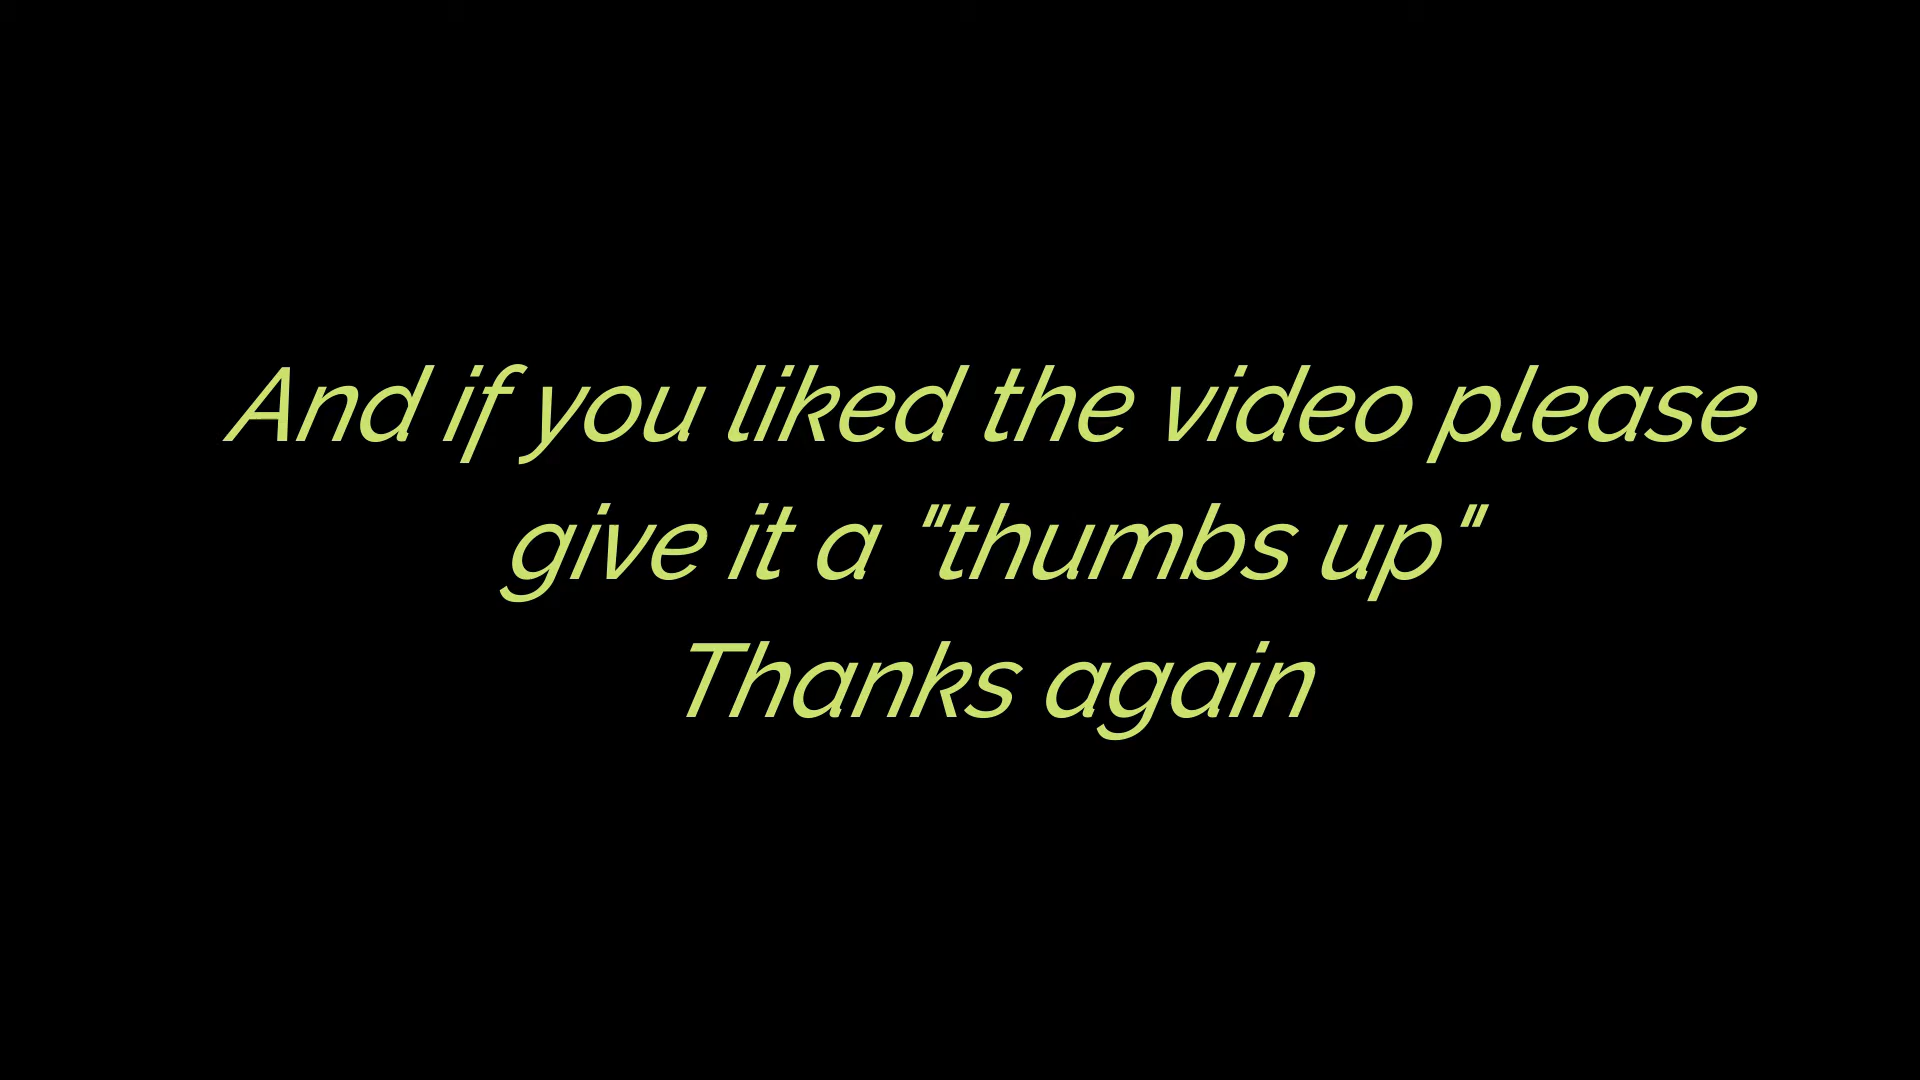 And if you liked the video please
give it a "thumbs up"
Thanks again